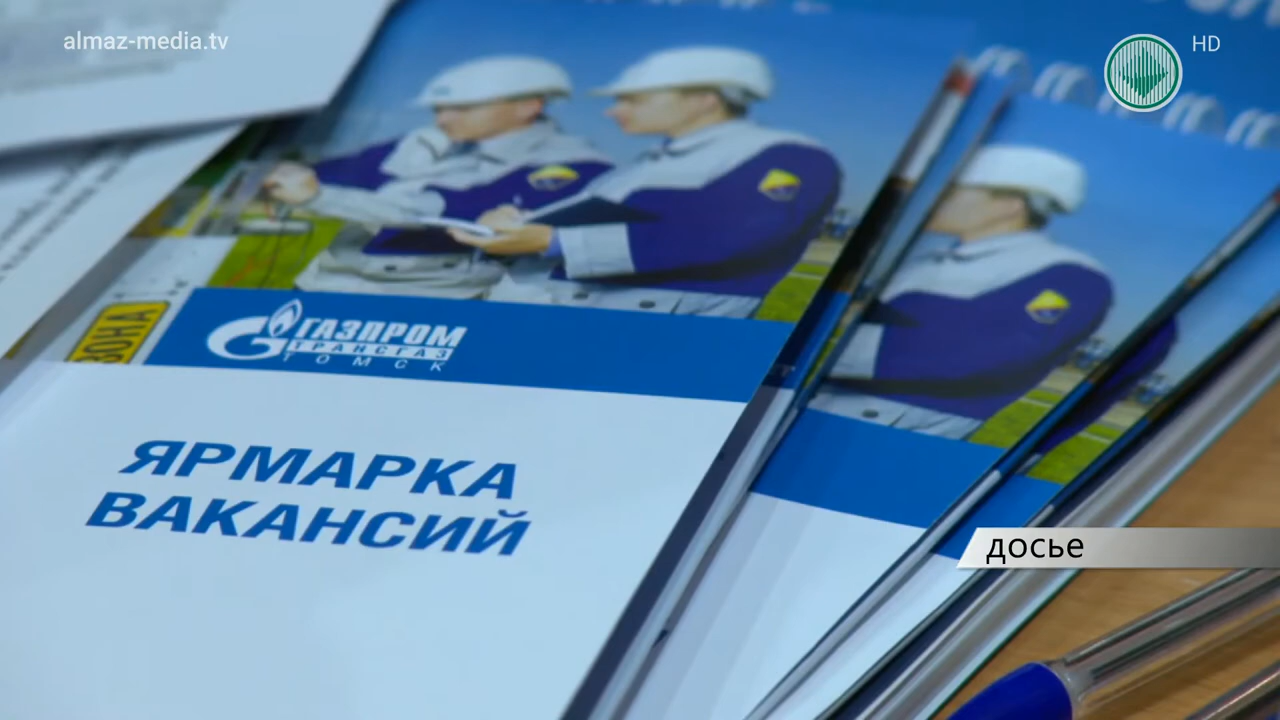 almaz-media.tv
HD
ЗОНА
ГАЗПРОМ
ТРАНСГАЗ
ТОМСК
ЯРМАРКА
ВАКАНСИЙ
досье